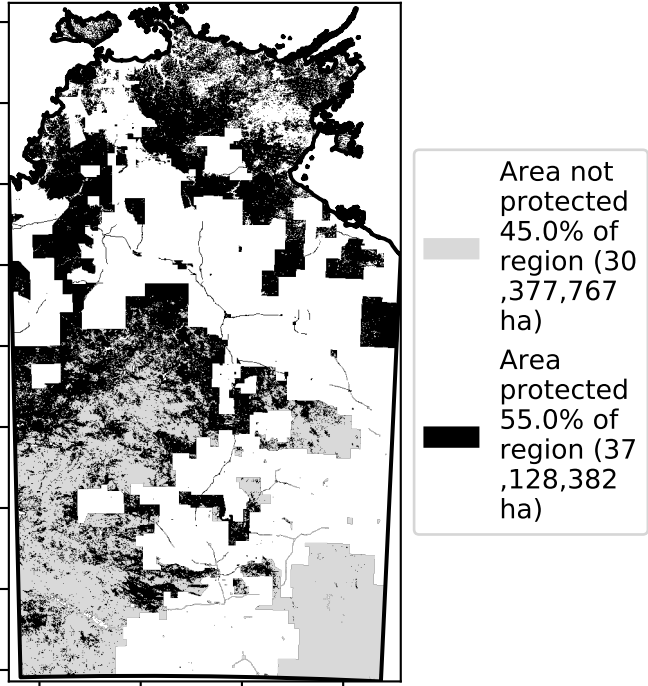 Area not
protected
45.0% of
region (30
,377,767
ha)
Area
protected
55.0% of
region (37
,128,382
ha)